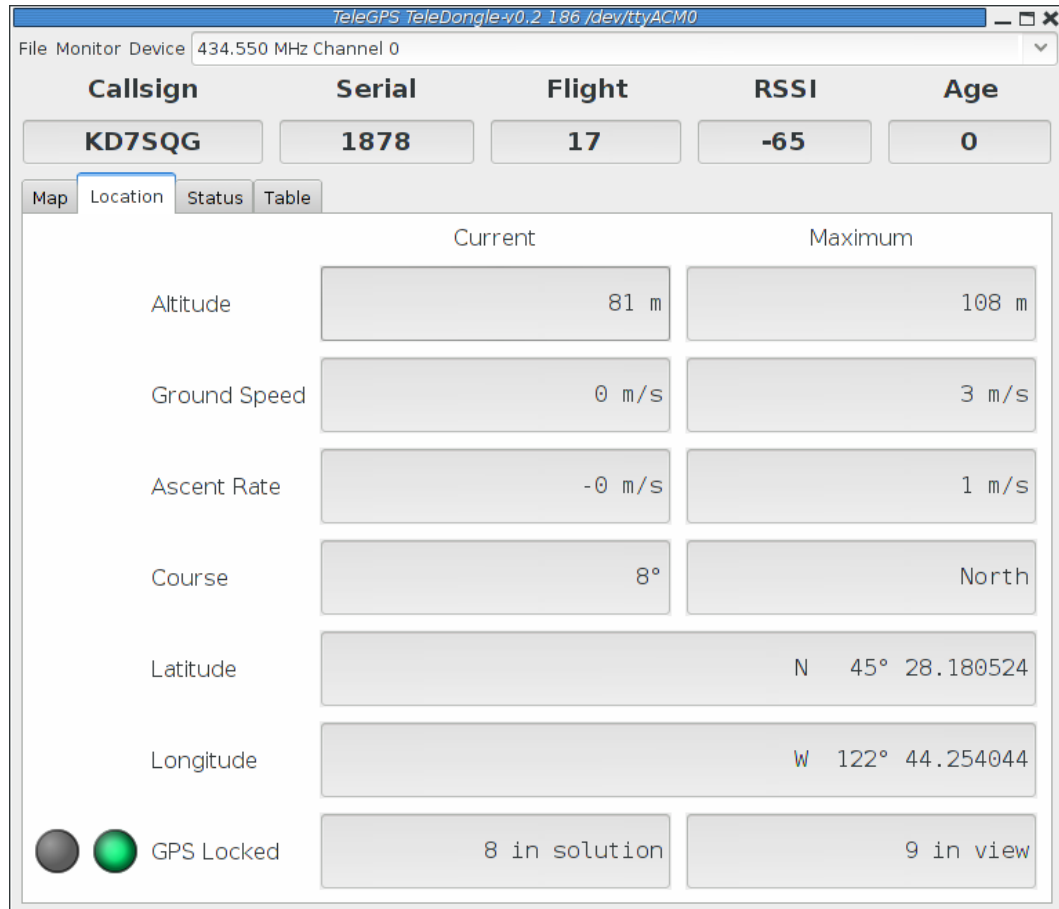 TeleGPS TeleDongle-v0.2 186 /dev/ttyACM0
File Monitor Device 434.550 MHz Channel 0
Callsign Serial Flight RSSI Age
KD7SQG 1878 17 -65 0
Map Location Status Table
Current Maximum
Altitude 81 m 108 m
Ground Speed 0 m/s 3 m/s
Ascent Rate -0 m/s 1 m/s
Course 8° North
Latitude N 45° 28.180524
Longitude W 122° 44.254044
GPS Locked 8 in solution 9 in view